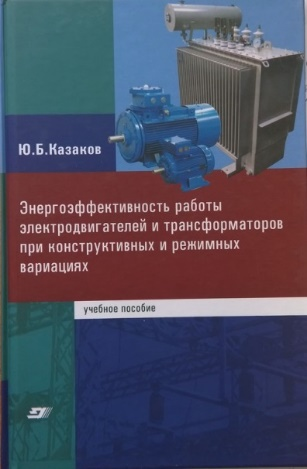 Ю.Б.Казаков
Энергоэффективность работы
электродвигателей и трансформаторов
при конструктивных и режимных
вариациях
учебное пособие